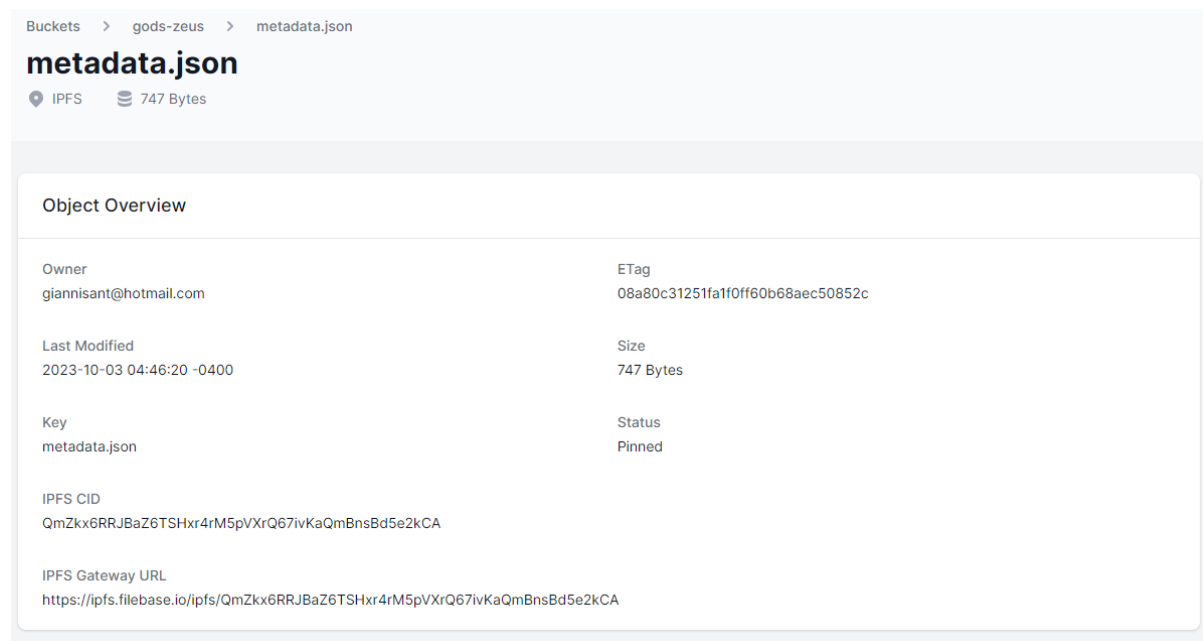 Buckets > gods-zeus > metadata.json
metadata.json
IPFS 747 Bytes
Object Overview
Owner
giannisant@hotmail.com
ETag
08a80c31251fa1f0ff60b68aec50852c
Last Modified
2023-10-03 04:46:20 -0400
Size
747 Bytes
Key
metadata.json
Status
Pinned
IPFS CID
QmZkx6RRJBaZ6TSHxr4rM5pVXrQ67ivKaQmBnsBd5e2kCA
IPFS Gateway URL
https://ipfs.filebase.io/ipfs/QmZkx6RRJBaZ6TSHxr4rM5pVXrQ67ivKaQmBnsBd5e2kCA